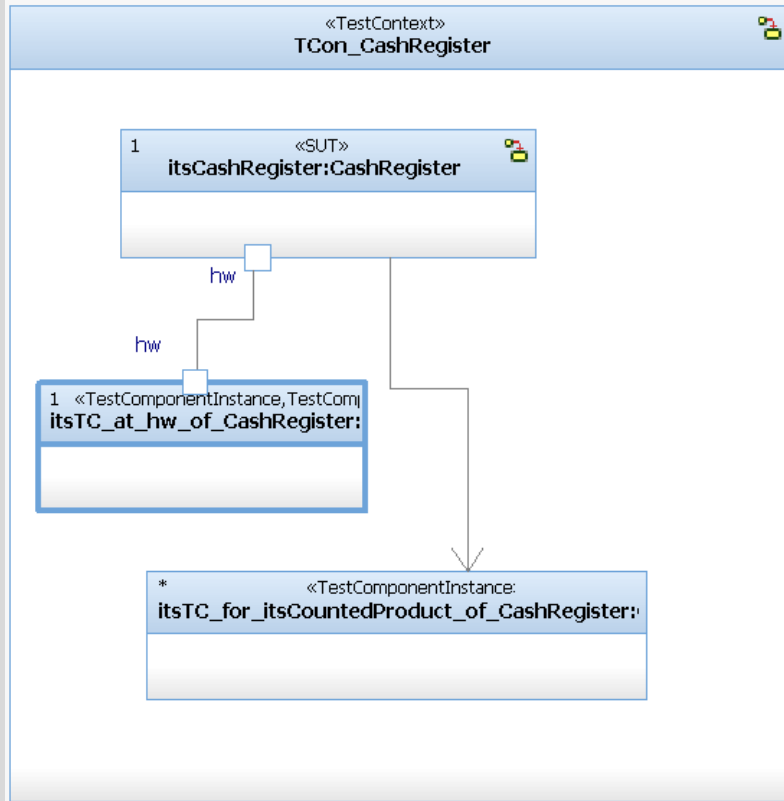 «TestContext»
TCon_CashRegister
1 «SUT»
itsCashRegister:CashRegister
hw
hw
1 «TestComponentInstance,TestComp
itsTC_at_hw_of_CashRegister:
* «TestComponentInstance:
itsTC_for_itsCountedProduct_of_CashRegister: